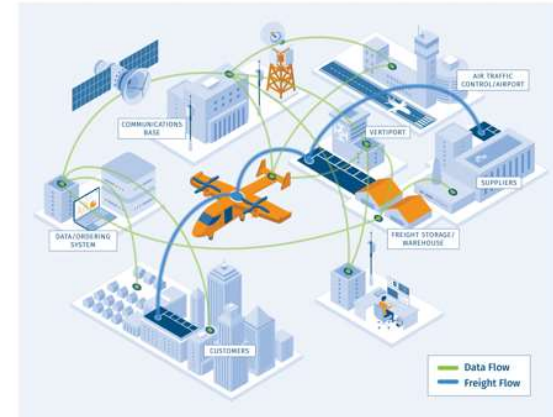 AIR TRAFFIC
CONTROL/AIRPORT
COMMUNICATIONS
BASE
VERTIPORT
SUPPLIERS
DATA/ORDERING
SYSTEM
FREIGHT STORAGE/
WAREHOUSE
CUSTOMERS
Data Flow
Freight Flow